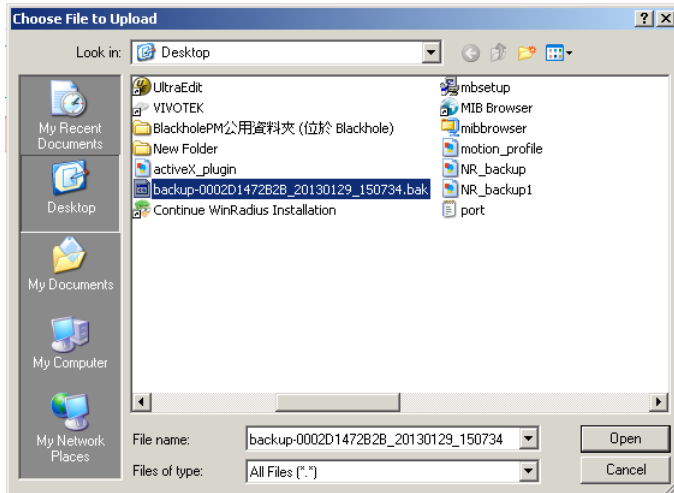 Choose File to Upload
Look in:
Desktop
My Recent
Documents
Desktop
My Documents
My Computer
My Network
Places
UltraEdit
VIVOTEK
BlackholePM公用資料夾 (位於 Blackhole)
New Folder
activeX_plugin
backup-0002D1472B2B_20130129_150734.bak
Continue WinRadius Installation
mbsetup
MIB Browser
mibbrowser
motion_profile
NR_backup
NR_backup1
port
File name:
backup-0002D1472B2B_20130129_150734
Open
Files of type:
All Files (*.*)
Cancel